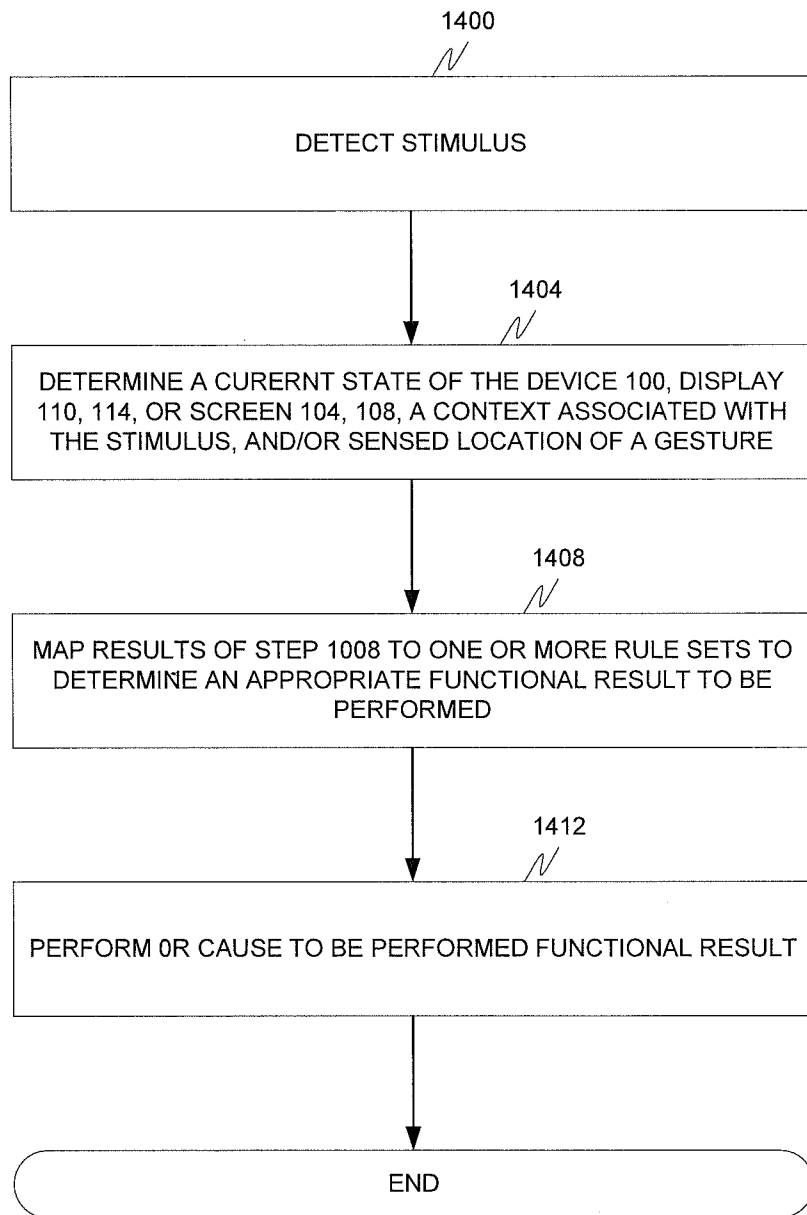 1400
DETECT STIMULUS
1404
DETERMINE A CURERNT STATE OF THE DEVICE 100, DISPLAY
110, 114, OR SCREEN 104, 108, A CONTEXT ASSOCIATED WITH
THE STIMULUS, AND/OR SENSED LOCATION OF A GESTURE
1408
MAP RESULTS OF STEP 1008 TO ONE OR MORE RULE SETS TO
DETERMINE AN APPROPRIATE FUNCTIONAL RESULT TO BE
PERFORMED
1412
PERFORM 0R CAUSE TO BE PERFORMED FUNCTIONAL RESULT
END